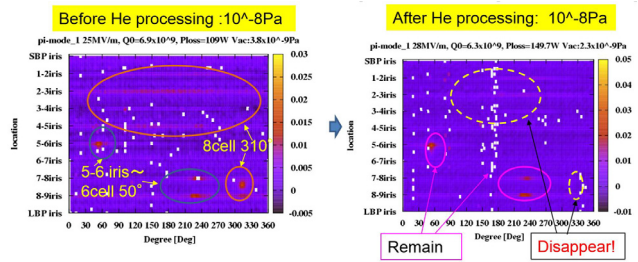 Before He processing :10^-8Pa
After He processing: 10^-8Pa
pi-mode_1 25MV/m, Q0=6.9x10^9, Ploss=109W Vac:3.8x10^-9Pa
pi-mode_1 28MV/m, Q0=6.3x10^9, Ploss=149.7W Vac:2.3x10^-9Pa
location
SBP iris
1-2iris
2-3iris
3-4iris
4-5iris
5-6iris
6-7iris
7-8iris
8-9iris
LBP iris
0 30 60 90 120 150 180 210 240 270 300 330 360
Degree [Deg]
0.03
0.025
0.02
0.015
0.01
0.005
0
-0.005
5-6.iris~
6cell 50°
8cell 310°
location
SBP iris
1-2iris
2-3iris
3-4iris
4-5iris
5-6iris
6-7iris
7-8iris
8-9iris
LBP iris
0 30 60 90 120 150 180 210 240 270 300 330 360
Degree [Deg]
0.05
0.04
0.03
0.02
0.01
0
-0.01
Remain
Disappear!